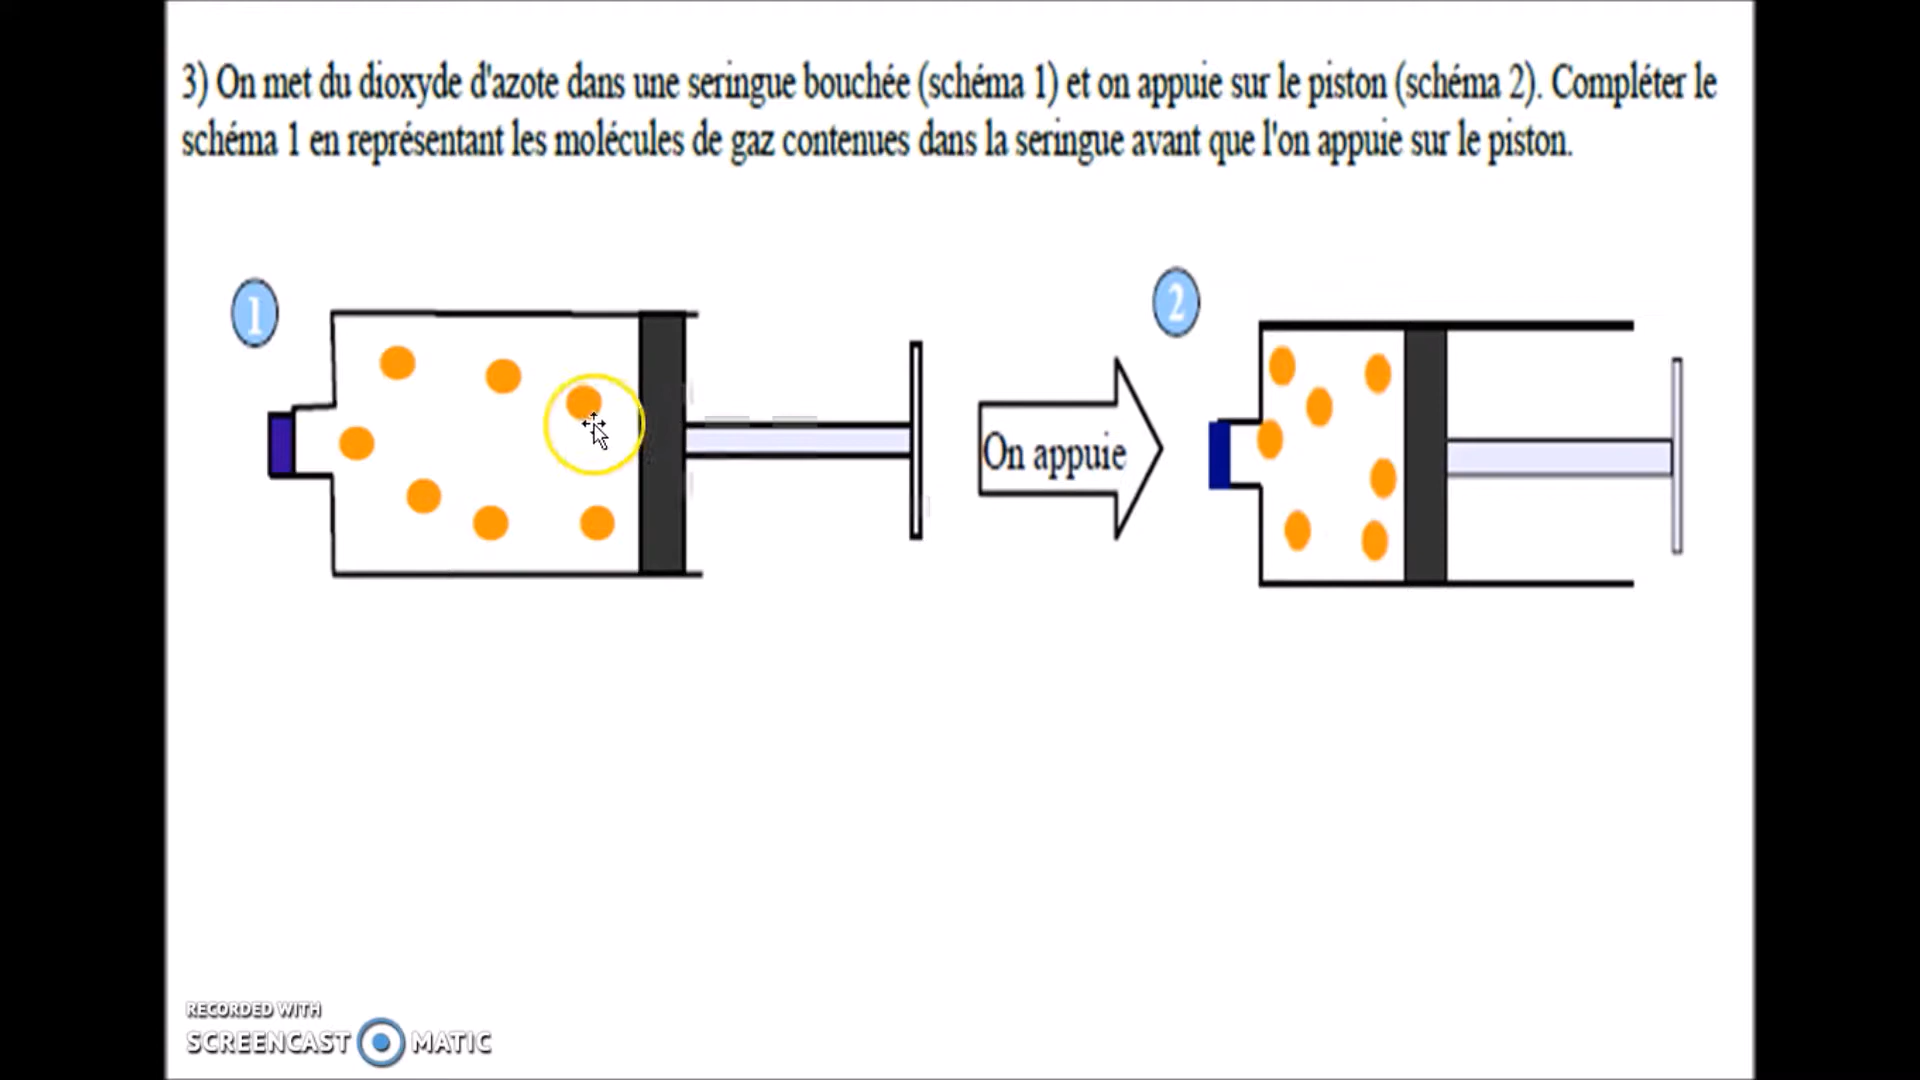 3) On met du dioxyde d'azote dans une seringue bouchée (schéma 1) et on appuie sur le piston (schéma 2). Compléter le
schéma 1 en représentant les molécules de gaz contenues dans la seringue avant que l'on appuie sur le piston.
1
2
On appuie
RECORDED WITH
SCREENCAST MATIC